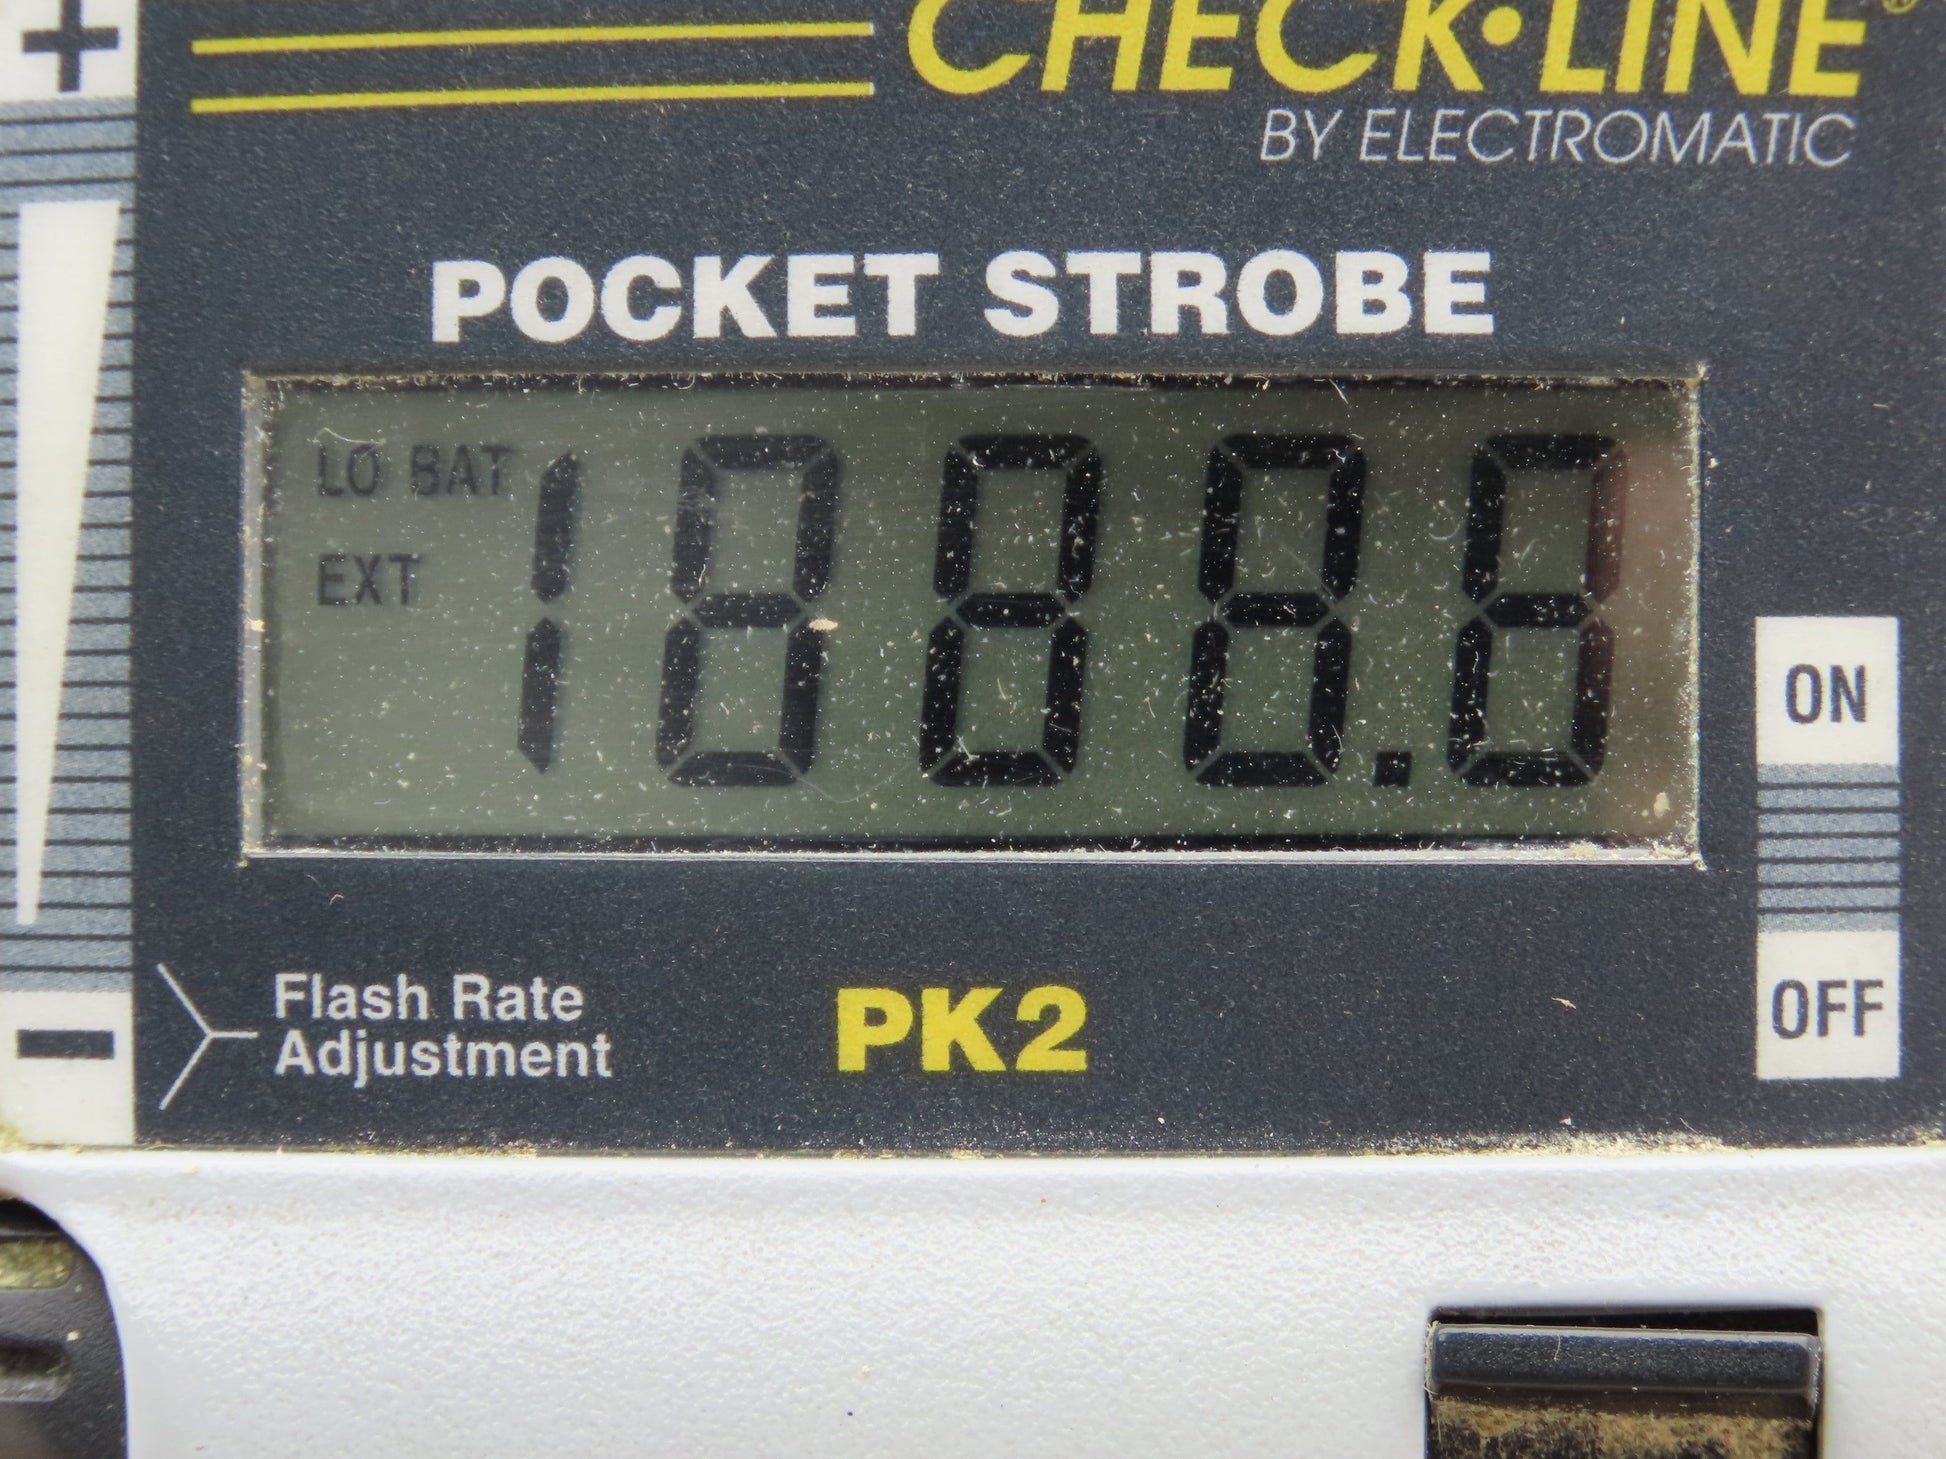 +
CHECK•LINE®
BY ELECTROMATIC
POCKET STROBE
LO BAT
EXT
1888.8
ON
OFF
Flash Rate
Adjustment
PK2
-